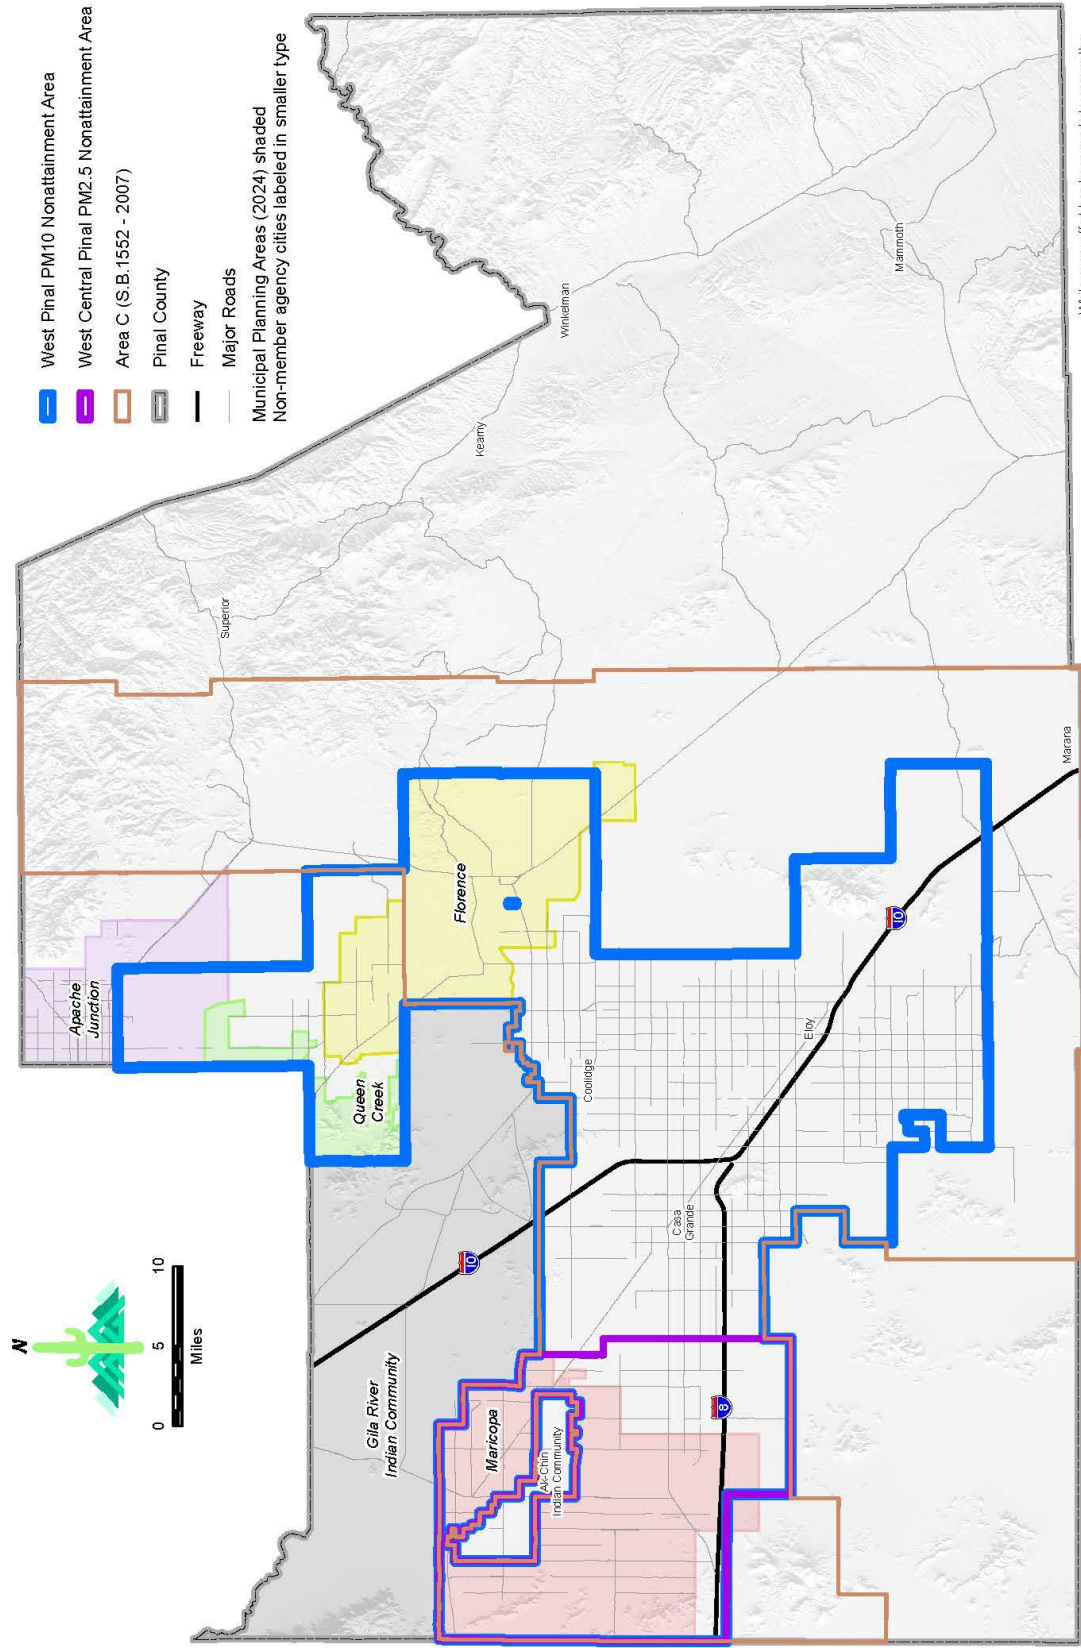 West Pinal PM10 Nonattainment Area
West Central Pinal PM2.5 Nonattainment Area
Area C (S.B.1552 - 2007)
Pinal County
Freeway
Major Roads
Municipal Planning Areas (2024) shaded
Non-member agency cities labeled in smaller type
N
0 5 10
Miles
Apache
Junction
Superior
Queen
Creek
Gila River
Indian Community
Florence
Kearny
Winkelman
10
Maricopa
Ak-Chin
Indian Community
Coolidge
Casa
Grande
8
Eloy
10
Mammoth
Marana